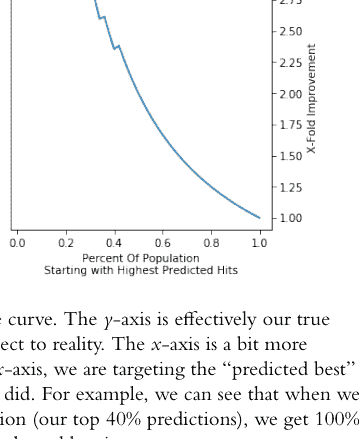 2.75
2.50
2.25
2.00
1.75
1.50
1.25
1.00
X-Fold Improvement
0.0 0.2 0.4 0.6 0.8 1.0
Percent Of Population
Starting with Highest Predicted Hits
curve. The y-axis is effectively our true
ect to reality. The x-axis is a bit more
-axis, we are targeting the “predicted best”
did. For example, we can see that when we
ion (our top 40% predictions), we get 100%